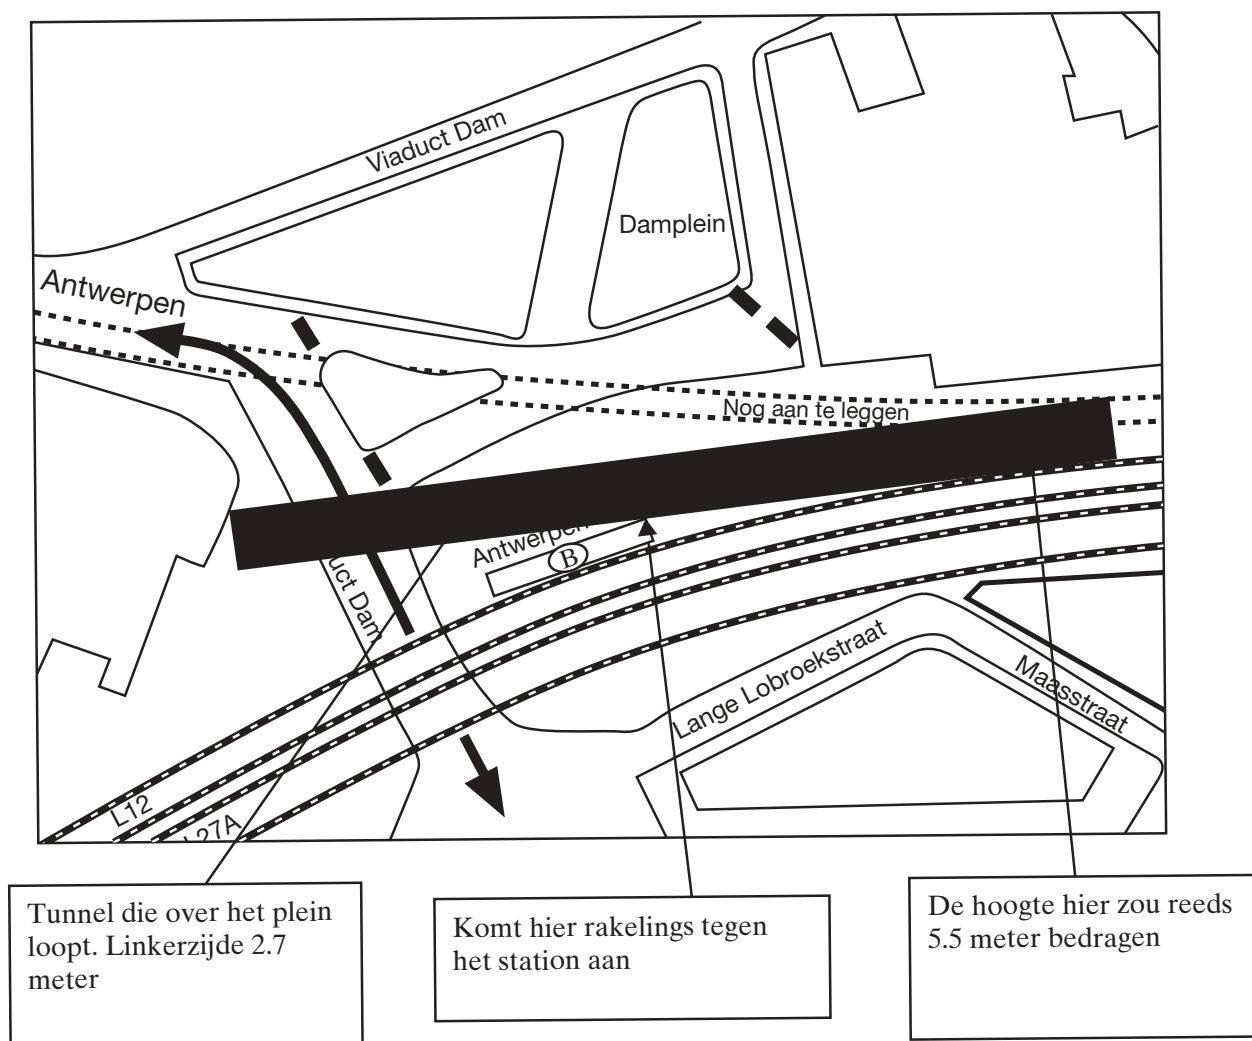 Viaduct Dam
Damplein
Antwerpen
Nog aan te leggen
Antwerpen
B
uct Dam
Lange Lobroekstraat
Maasstraat
L12
L27A
Tunnel die over het plein
loopt. Linkerzijde 2.7
meter
Komt hier rakelings tegen
het station aan
De hoogte hier zou reeds
5.5 meter bedragen